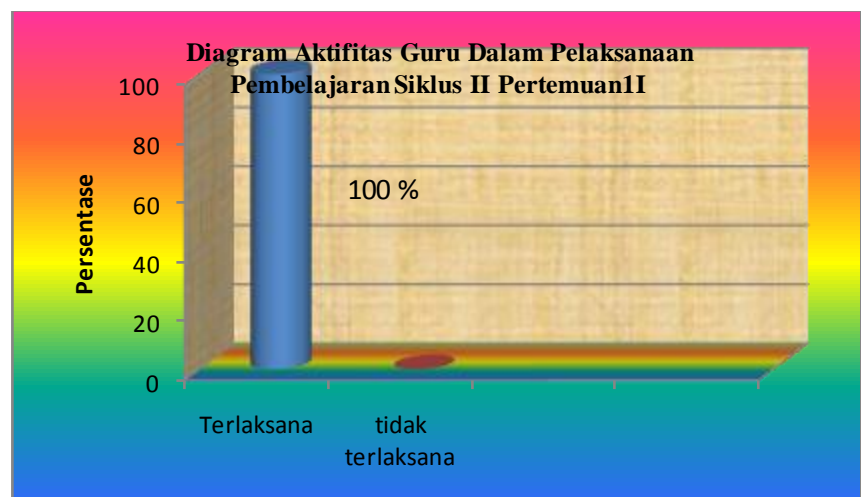 Diagram Aktifitas Guru Dalam Pelaksanaan
Pembelajaran Siklus II Pertemuan1I
100
80
60
40
20
0
Persentase
100 %
Terlaksana
tidak
terlaksana